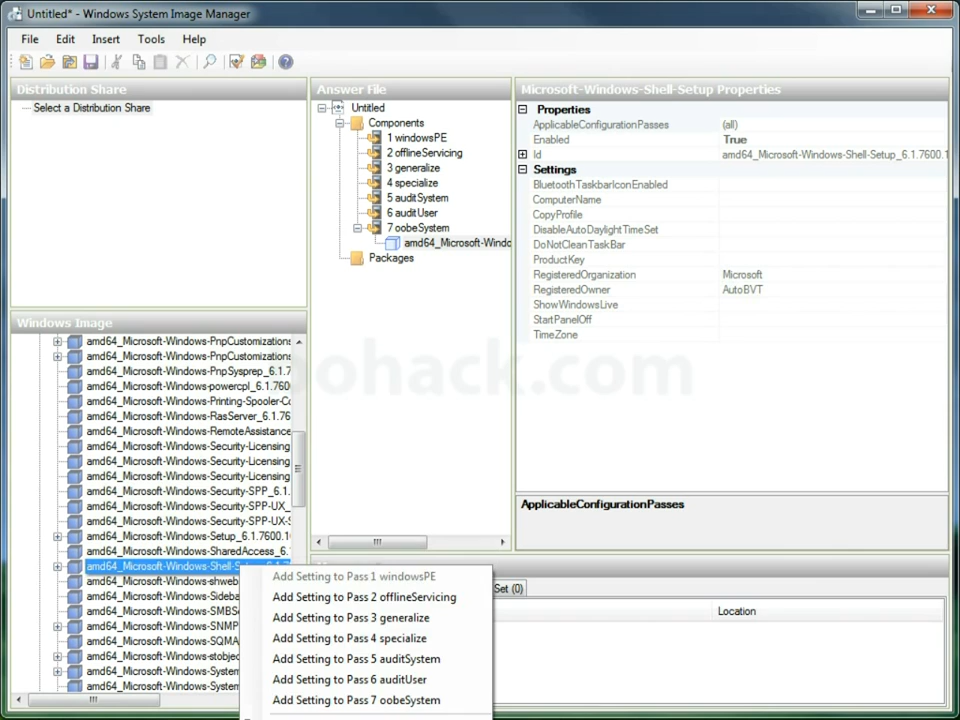 Untitled* - Windows System Image Manager
File Edit Insert Tools Help
Distribution Share
Select a Distribution Share
Answer File
Untitled
Components
1 windowsPE
2 offlineServicing
3 generalize
4 specialize
5 auditSystem
6 auditUser
7 oobeSystem
amd64_Microsoft-Windo
Packages
Microsoft-Windows-Shell-Setup Properties
Properties
ApplicableConfigurationPasses (all)
Enabled True
Id amd64_Microsoft-Windows-Shell-Setup_6.1.7600.1
Settings
BluetoothTaskbarIconEnabled
ComputerName
CopyProfile
DisableAutoDaylightTimeSet
DoNotCleanTaskBar
ProductKey
RegisteredOrganization Microsoft
RegisteredOwner AutoBVT
ShowWindowsLive
StartPanelOff
TimeZone
ApplicableConfigurationPasses
Windows Image
amd64_Microsoft-Windows-PnpCustomizations
amd64_Microsoft-Windows-PnpCustomizations
amd64_Microsoft-Windows-PnpSysprep_6.1.7
amd64_Microsoft-Windows-powercpl_6.1.760
amd64_Microsoft-Windows-Printing-Spooler-Co
amd64_Microsoft-Windows-RasServer_6.1.76
amd64_Microsoft-Windows-RemoteAssistance
amd64_Microsoft-Windows-Security-Licensing
amd64_Microsoft-Windows-Security-Licensing
amd64_Microsoft-Windows-Security-Licensing
amd64_Microsoft-Windows-Security-SPP_6.1.
amd64_Microsoft-Windows-Security-SPP-UX_
amd64_Microsoft-Windows-Security-SPP-UX-S
amd64_Microsoft-Windows-Setup_6.1.7600.1
amd64_Microsoft-Windows-SharedAccess_6.
amd64_Microsoft-Windows-Shell-
amd64_Microsoft-Windows-shweb
amd64_Microsoft-Windows-Sideba
amd64_Microsoft-Windows-SMBS
amd64_Microsoft-Windows-SNMP
amd64_Microsoft-Windows-SQMA
amd64_Microsoft-Windows-stobjec
amd64_Microsoft-Windows-System
amd64_Microsoft-Windows-System
Add Setting to Pass 1 windowsPE
Add Setting to Pass 2 offlineServicing
Add Setting to Pass 3 generalize
Add Setting to Pass 4 specialize
Add Setting to Pass 5 auditSystem
Add Setting to Pass 6 auditUser
Add Setting to Pass 7 oobeSystem
Set (0)
Location
ohack.com